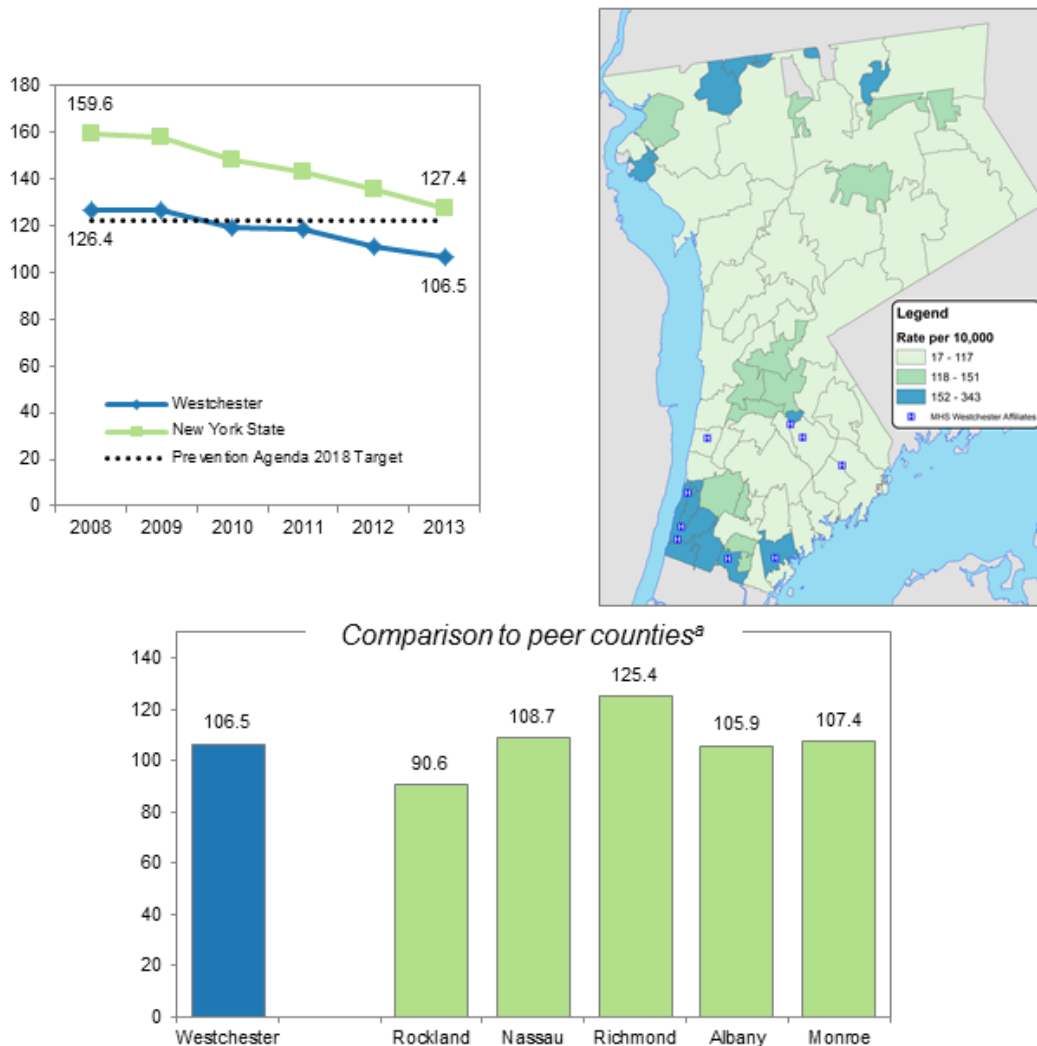 180
160
140
120
100
80
60
40
20
0
159.6
127.4
126.4
106.5
Westchester
New York State
Prevention Agenda 2018 Target
2008 2009 2010 2011 2012 2013
Legend
Rate per 10,000
17 - 117
118 - 151
152 - 343
H MHS Westchester Affiliates
H
H
H
H
H
H
H
H
H
Comparison to peer counties^a
140
120
100
80
60
40
20
0
106.5
90.6
108.7
125.4
105.9
107.4
Westchester Rockland Nassau Richmond Albany Monroe